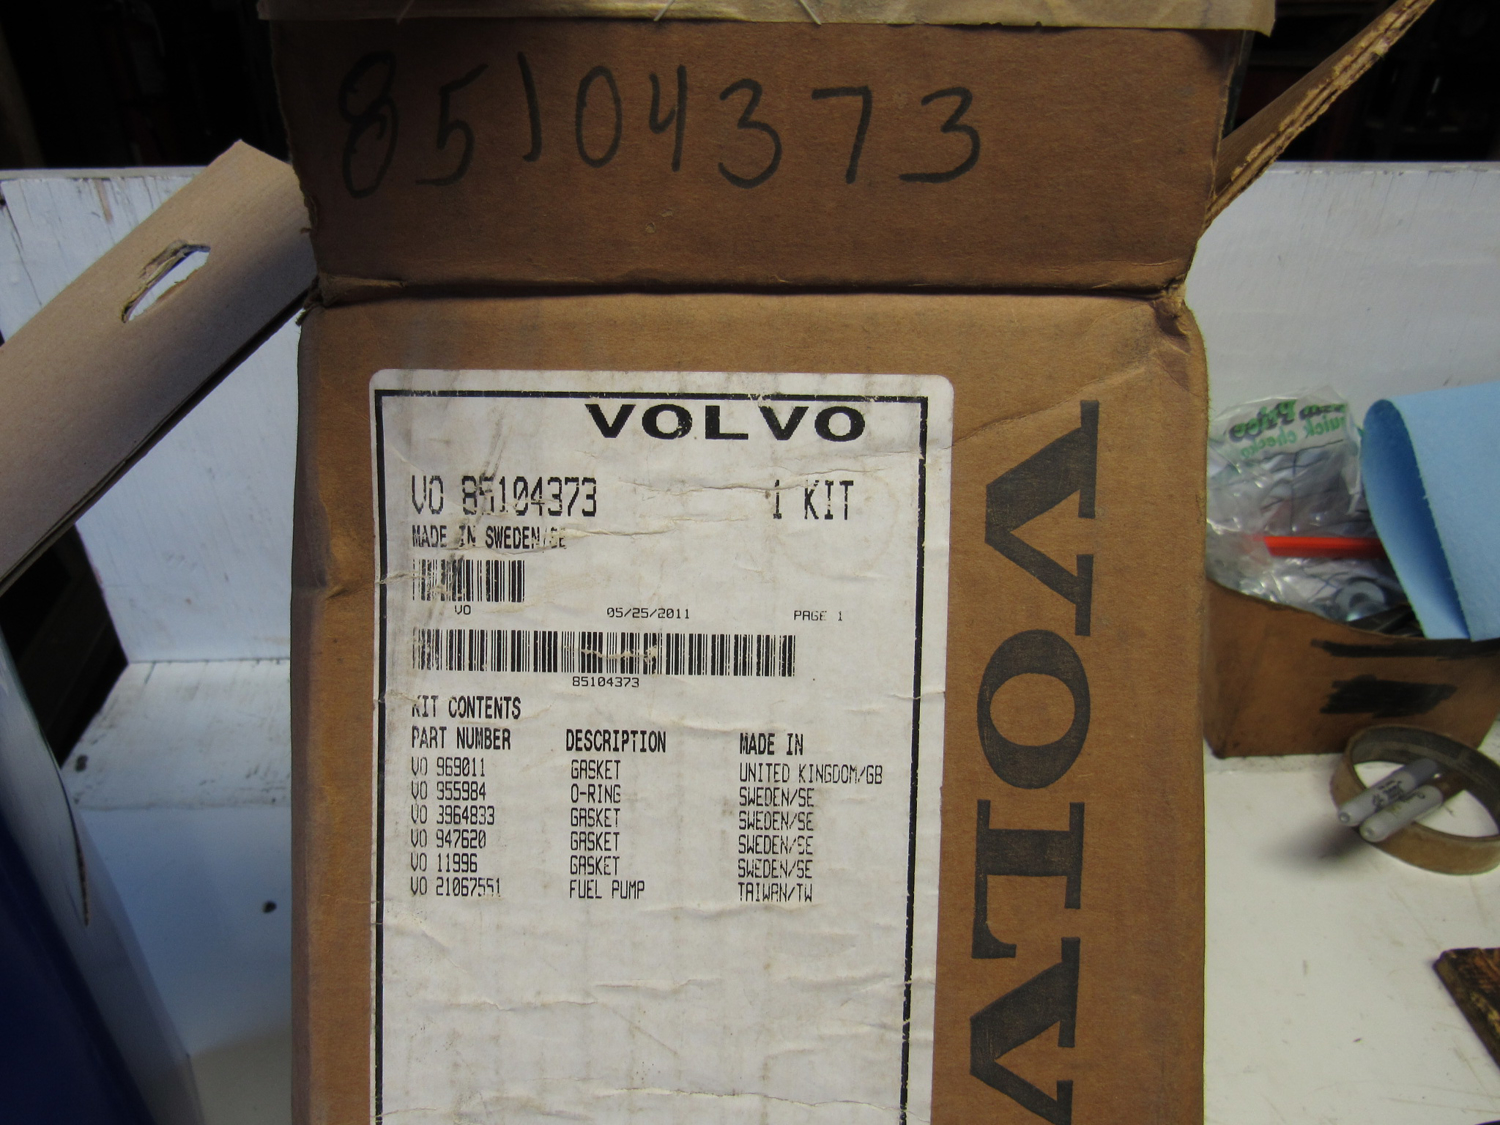 85104373
VOLVO
VO 85104373 1 KIT
MADE IN SWEDEN/SE
VO 05/25/2011 PAGE 1
85104373
KIT CONTENTS
PART NUMBER DESCRIPTION MADE IN
VO 969011 GASKET UNITED KINGDOM/GB
VO 955984 O-RING SWEDEN/SE
VO 3964833 GASKET SWEDEN/SE
VO 947620 GASKET SWEDEN/SE
VO 11996 GASKET SWEDEN/SE
VO 21067551 FUEL PUMP TAIWAN/TW
VOLV